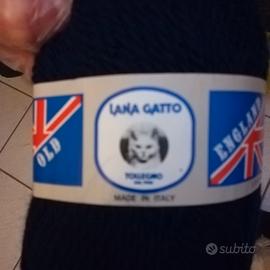 LANA GATTO
OLD
ENGLAND
TOLLEGNO
MADE IN ITALY
subito